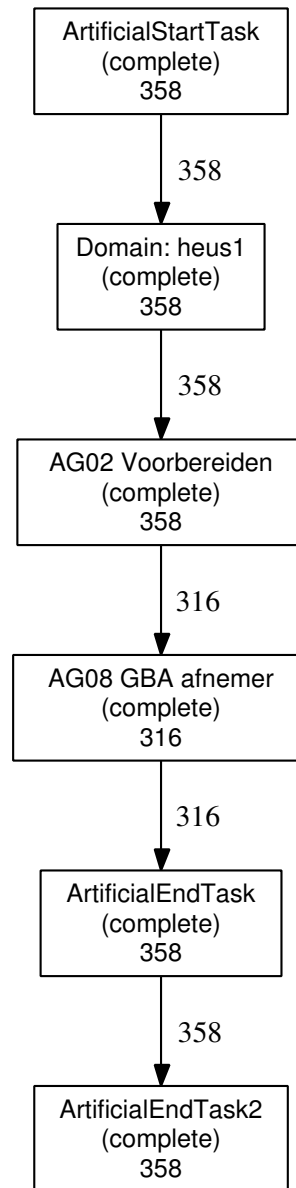 ArtificialStartTask
(complete)
358
358
Domain: heus1
(complete)
358
358
AG02 Voorbereiden
(complete)
358
316
AG08 GBA afnemer
(complete)
316
316
ArtificialEndTask
(complete)
358
358
ArtificialEndTask2
(complete)
358